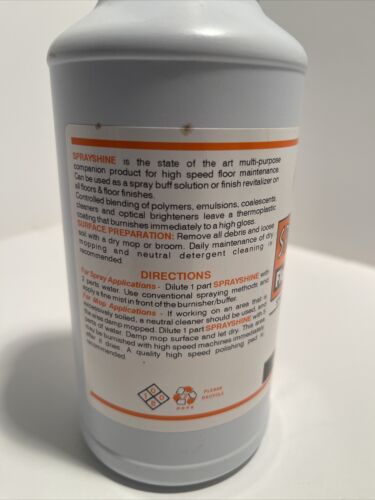 SPRAYSHINE is the state of the art multi-purpose
companion product for high speed floor maintenance.
Can be used as a spray buff solution or finish revitalizer on
all floors & floor finishes.
Controlled blending of polymers, emulsions, coalescents,
cleaners and optical brighteners leave a thermoplastic
coating that burnishes immediately to a high gloss.
SURFACE PREPARATION: Remove all debris and loose
soil with a dry mop or broom. Daily maintenance of dry
mopping and neutral detergent cleaning is
recommended.
DIRECTIONS
For Spray Applications - Dilute 1 part SPRAYSHINE with
2 parts water. Use conventional spraying methods and
apply a fine mist in front of the burnisher/buffer.
For Mop Applications - If working on an area that is
excessively soiled, a neutral cleaner should be used, and
the area damp mopped. Dilute 1 part SPRAYSHINE with
parts of water. Damp mop surface and let dry. This area
may be burnished with high speed machines immediately
after it dries. A quality high speed polishing pad is
recommended.
PLEASE
RECYCLE
HDPE